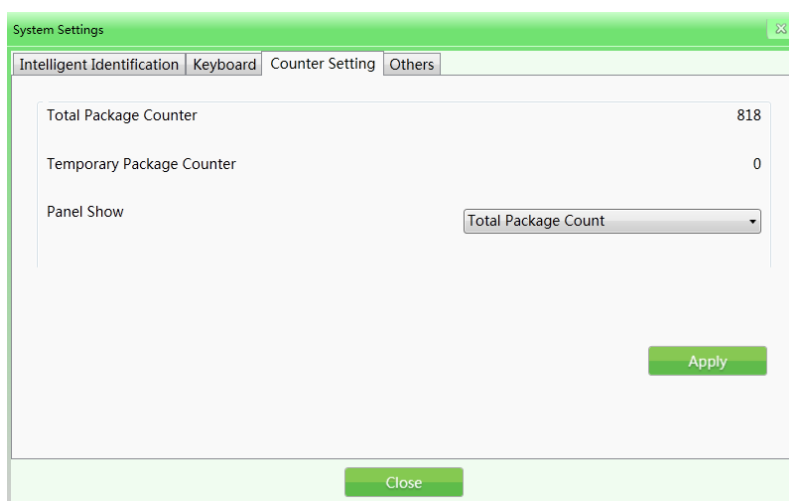 System Settings
Intelligent Identification Keyboard Counter Setting Others
Total Package Counter 818
Temporary Package Counter 0
Panel Show Total Package Count
Apply
Close